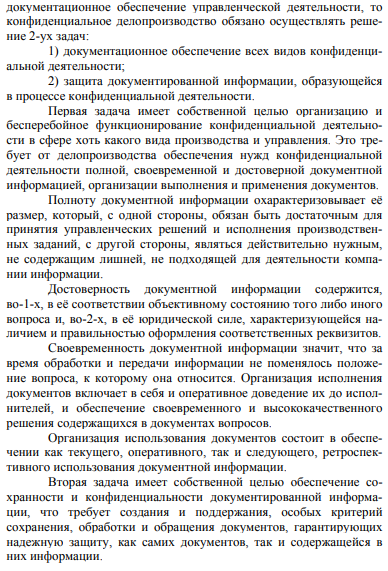 документационное обеспечение управленческой деятельности, то
конфиденциальное делопроизводство обязано осуществлять реше-
ние 2-ух задач:
1) документационное обеспечение всех видов конфиденци-
альной деятельности;
2) защита документированной информации, образующейся
в процессе конфиденциальной деятельности.
Первая задача имеет собственной целью организацию и
бесперебойное функционирование конфиденциальной деятельно-
сти в сфере хоть какого вида производства и управления. Это тре-
бует от делопроизводства обеспечения нужд конфиденциальной
деятельности полной, своевременной и достоверной документной
информацией, организации выполнения и применения документов.
Полноту документной информации охарактеризовывает её
размер, который, с одной стороны, обязан быть достаточным для
принятия управленческих решений и исполнения производствен-
ных заданий, с другой стороны, являться действительно нужным,
не содержащим лишней, не подходящей для деятельности компа-
нии информации.
Достоверность документной информации содержится,
во-1-х, в её соответствии объективному состоянию того либо иного
вопроса и, во-2-х, в её юридической силе, характеризующейся на-
личием и правильностью оформления соответственных реквизитов.
Своевременность документной информации значит, что за
время обработки и передачи информации не поменялось положе-
ние вопроса, к которому она относится. Организация исполнения
документов включает в себя и оперативное доведение их до испол-
нителей, и обеспечение своевременного и высококачественного
решения содержащихся в документах вопросов.
Организация использования документов состоит в обеспе-
чении как текущего, оперативного, так и следующего, ретроспек-
тивного использования документной информации.
Вторая задача имеет собственной целью обеспечение со-
хранности и конфиденциальности документированной информа-
ции, что требует создания и поддержания, особых критерий
сохранения, обработки и обращения документов, гарантирующих
надежную защиту, как самих документов, так и содержащейся в
них информации.